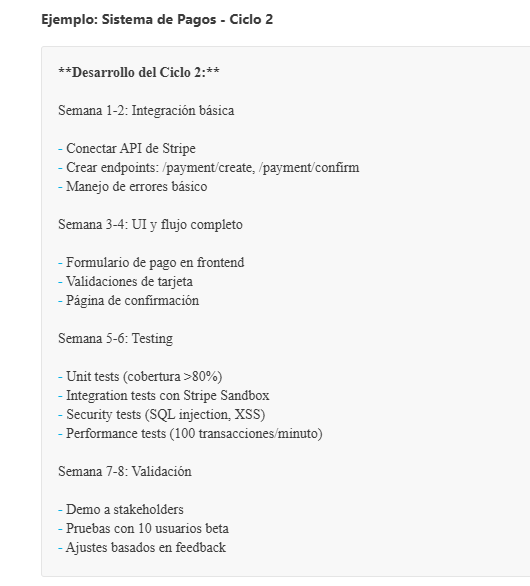 Ejemplo: Sistema de Pagos - Ciclo 2
**Desarrollo del Ciclo 2:**
Semana 1-2: Integración básica
- Conectar API de Stripe
- Crear endpoints: /payment/create, /payment/confirm
- Manejo de errores básico
Semana 3-4: UI y flujo completo
- Formulario de pago en frontend
- Validaciones de tarjeta
- Página de confirmación
Semana 5-6: Testing
- Unit tests (cobertura >80%)
- Integration tests con Stripe Sandbox
- Security tests (SQL injection, XSS)
- Performance tests (100 transacciones/minuto)
Semana 7-8: Validación
- Demo a stakeholders
- Pruebas con 10 usuarios beta
- Ajustes basados en feedback